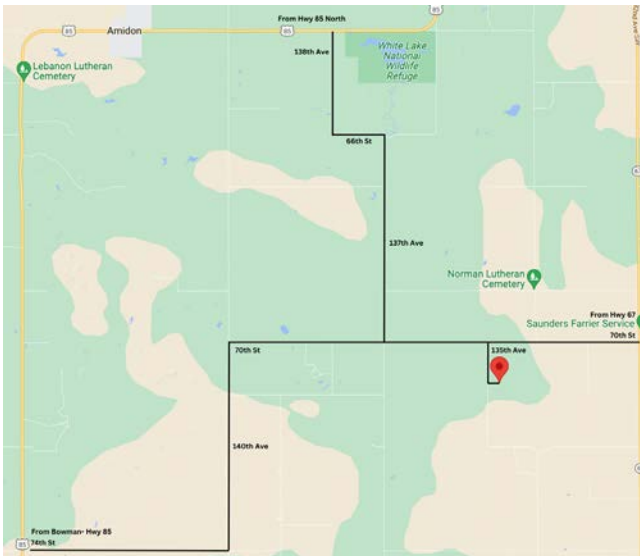 From Hwy 85 North
85
Amidon
85
85
138th Ave
White Lake
National
Wildlife
Refuge
Lebanon Lutheran
Cemetery
66th St
137th Ave
Norman Lutheran
Cemetery
From Hwy 67
Saunders Farrier Service
70th St
70th St
135th Ave
140th Ave
From Bowman- Hwy 85
85
74th St